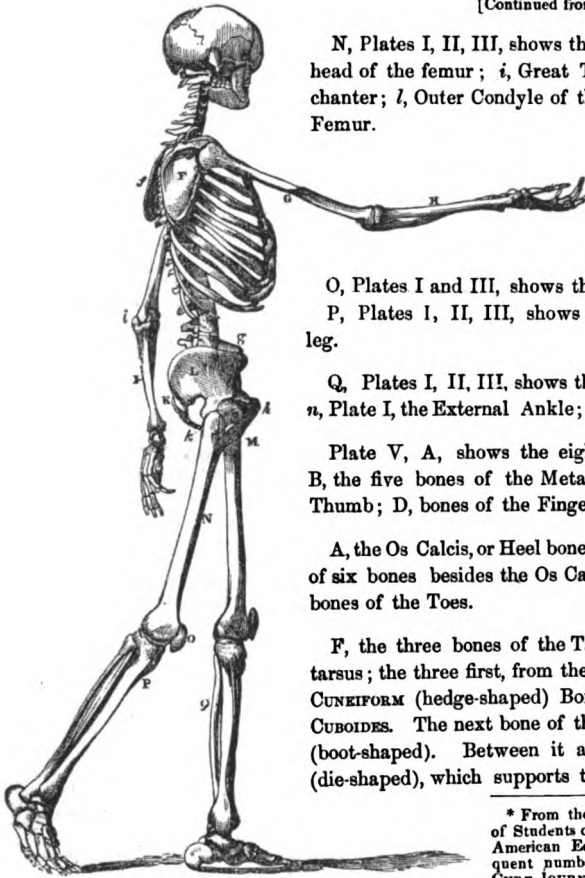 [Continued from
N, Plates I, II, III, shows th
head of the femur; i, Great T
chanter; l, Outer Condyle of t
Femur.
F
G
H
O, Plates I and III, shows th
P, Plates I, II, III, shows
leg.
i
g
L
K
h
k
M
Q, Plates I, II, III, shows th
n, Plate I, the External Ankle;
Plate V, A, shows the eig
B, the five bones of the Meta
Thumb; D, bones of the Finge
N
A, the Os Calcis, or Heel bone
of six bones besides the Os Ca
bones of the Toes.
O
P
F, the three bones of the T
tarsus; the three first, from the
Cuneiform (hedge-shaped) Bo
Cuboides. The next bone of th
(boot-shaped). Between it a
(die-shaped), which supports t
* From the
of Students o
American Ed
quent numb